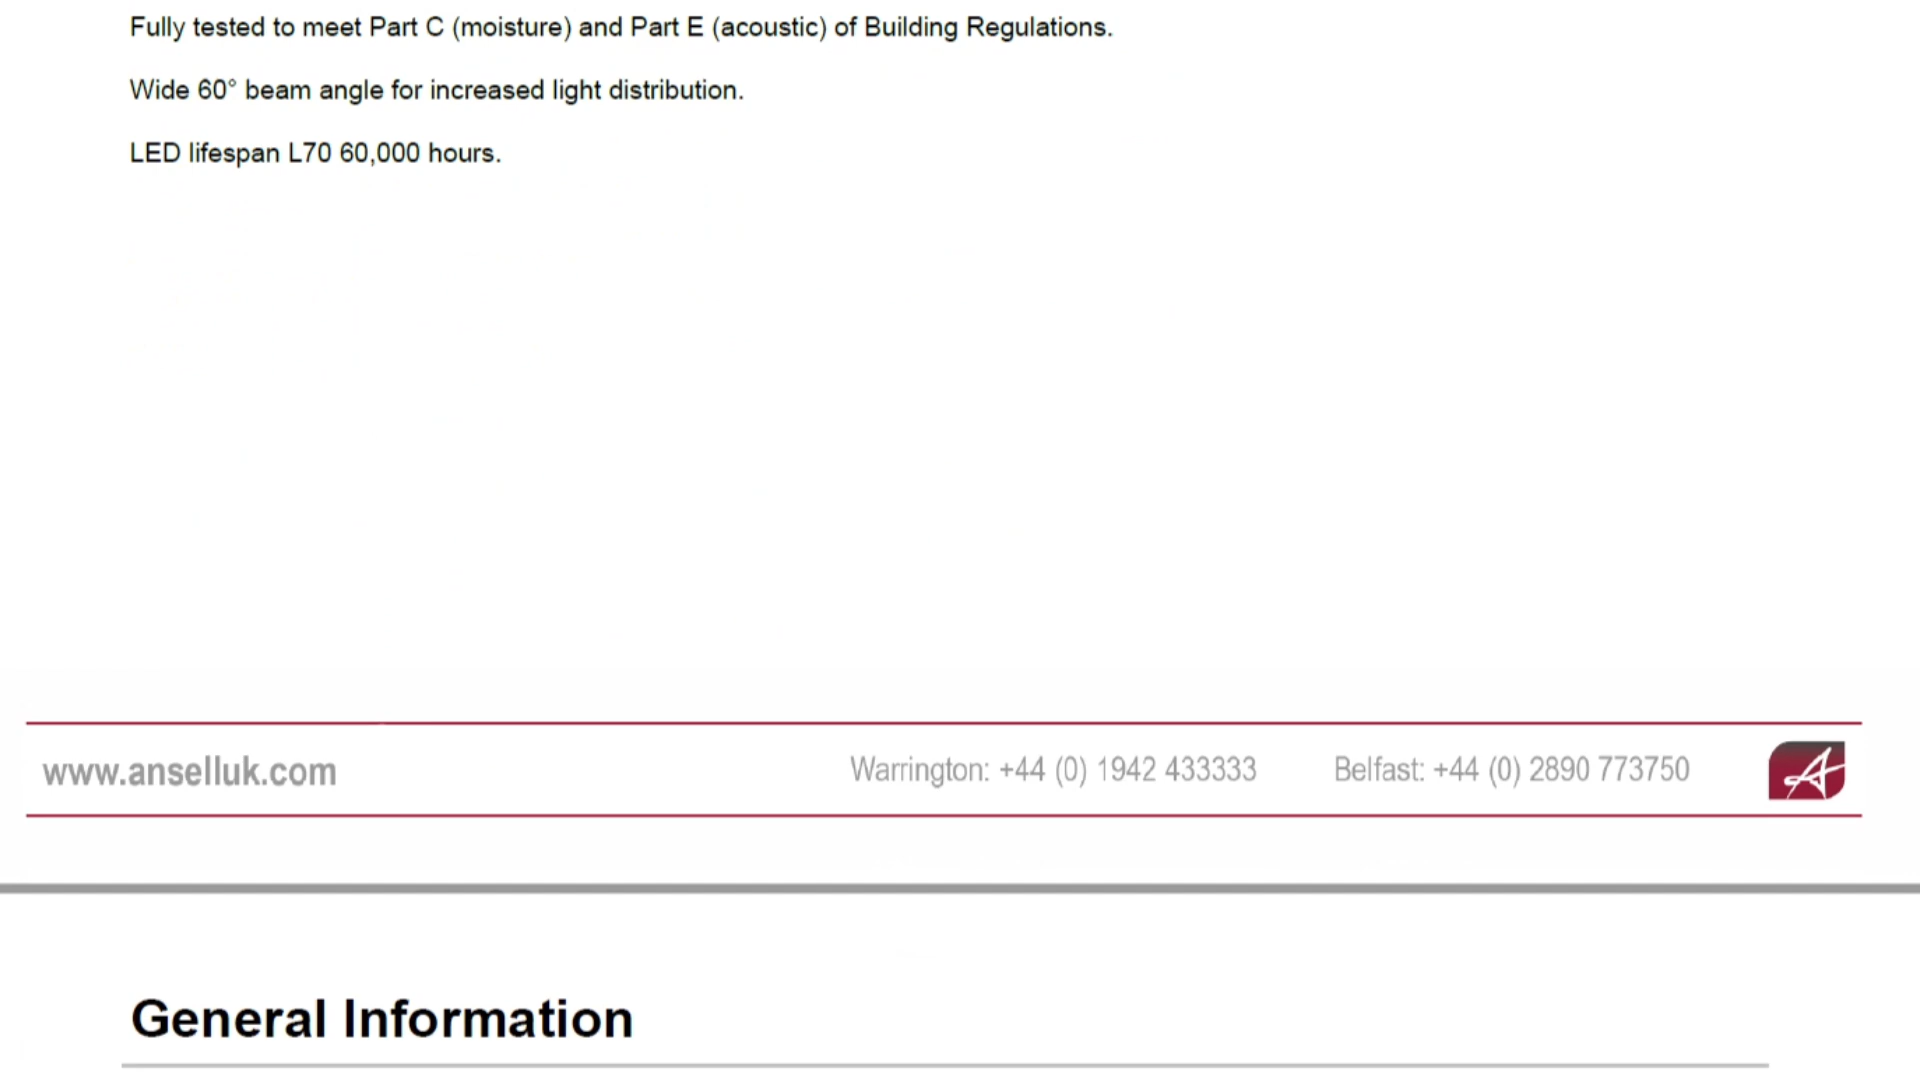 Fully tested to meet Part C (moisture) and Part E (acoustic) of Building Regulations.
Wide 60° beam angle for increased light distribution.
LED lifespan L70 60,000 hours.
www.anselluk.com Warrington: +44 (0) 1942 433333 Belfast: +44 (0) 2890 773750
General Information